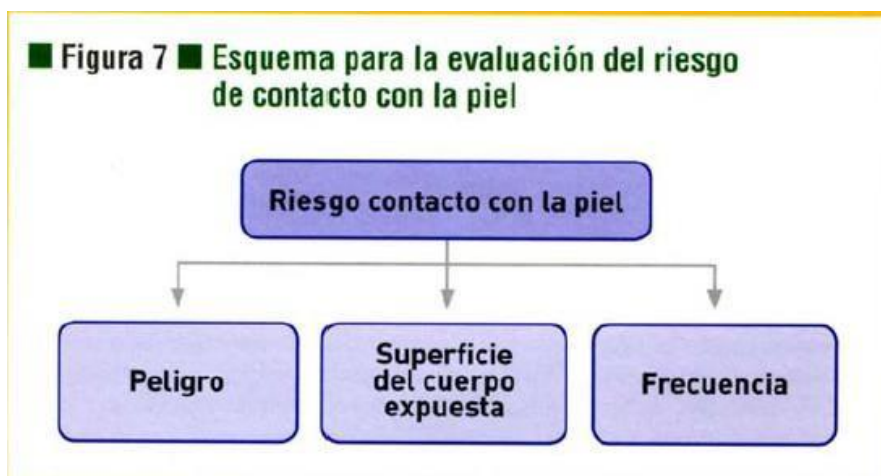 ■ Figura 7 ■ Esquema para la evaluación del riesgo
de contacto con la piel
Riesgo contacto con la piel
Peligro
Superficie
del cuerpo
expuesta
Frecuencia